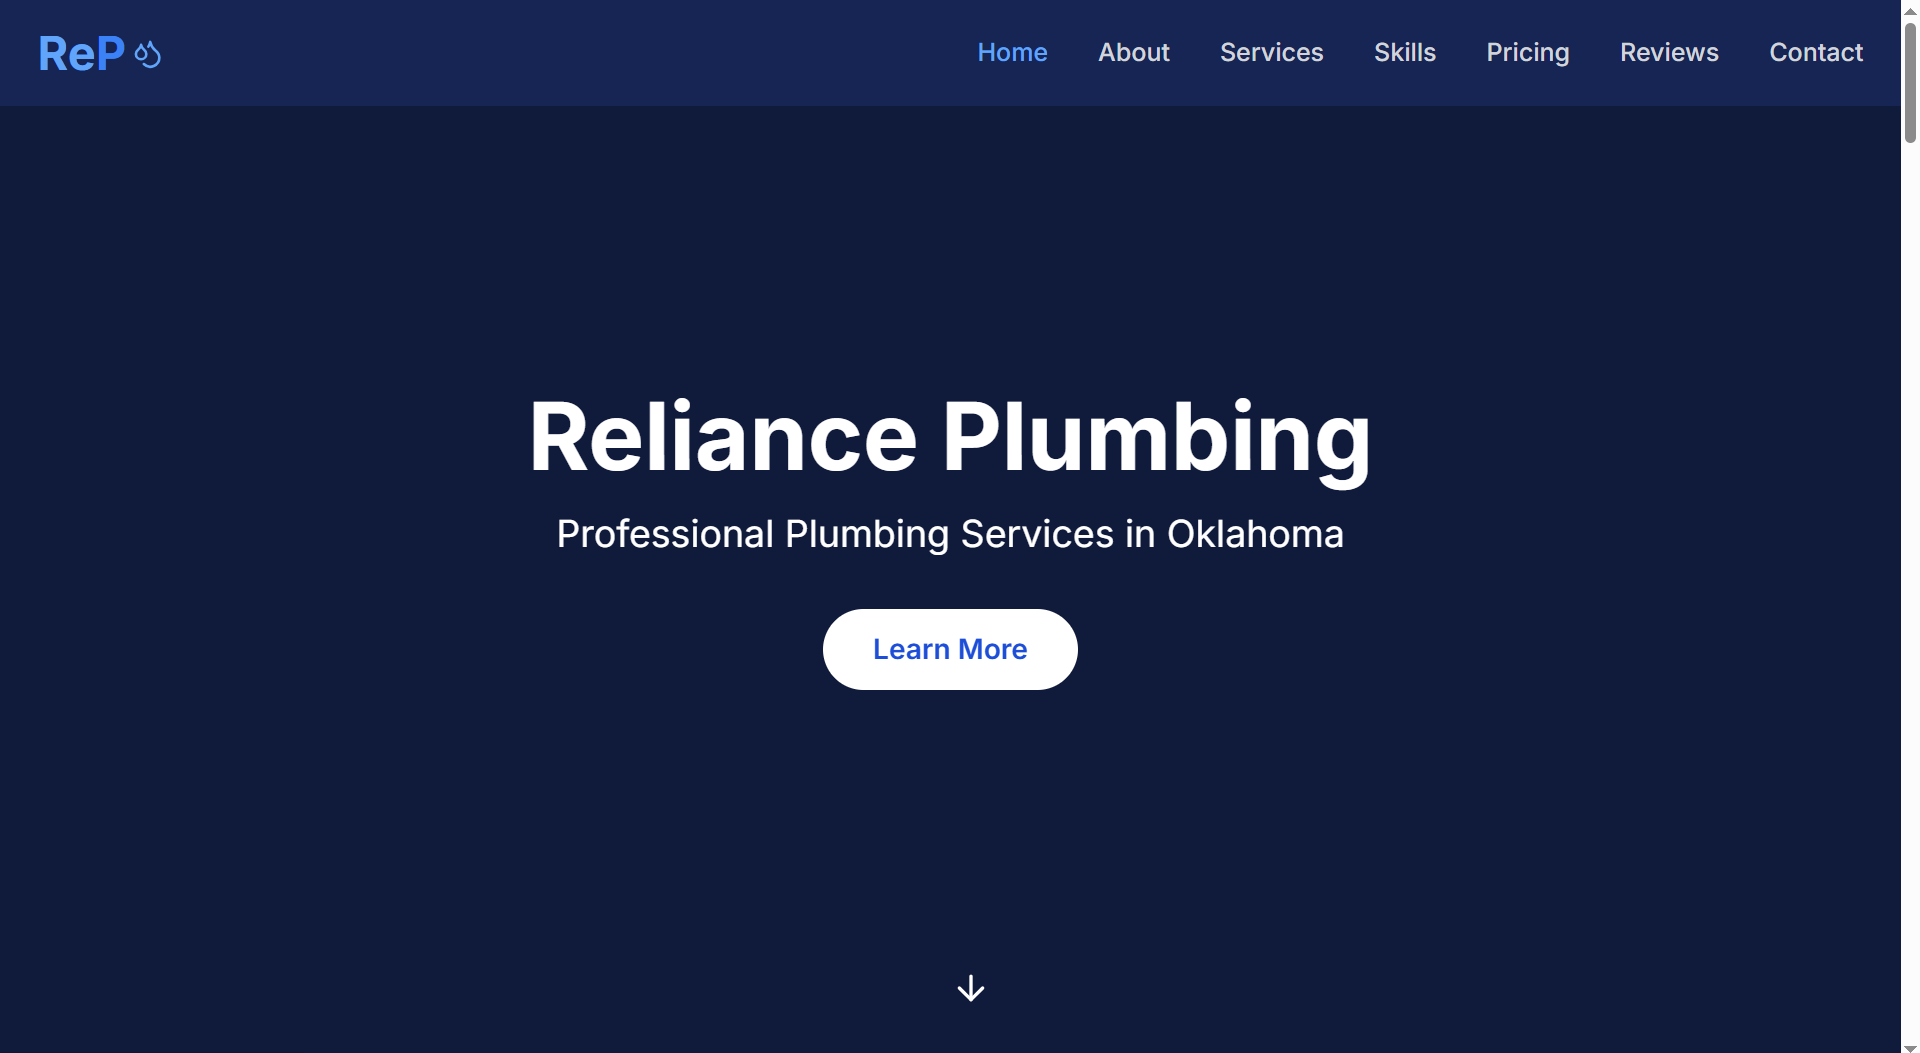 ReP
Home About Services Skills Pricing Reviews Contact
Reliance Plumbing
Professional Plumbing Services in Oklahoma
Learn More